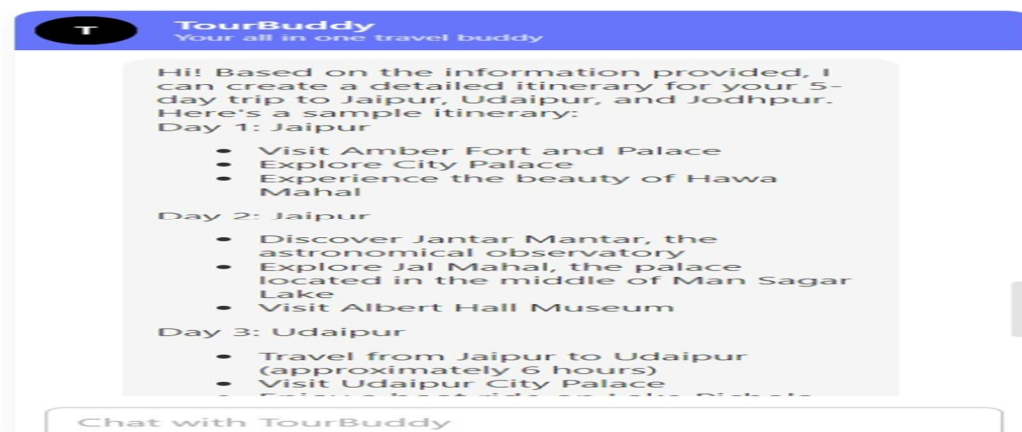 T
TourBuddy
Your all in one travel buddy
Hi! Based on the information provided, I
can create a detailed itinerary for your 5-
day trip to Jaipur, Udaipur, and Jodhpur.
Here's a sample itinerary:
Day 1: Jaipur
• Visit Amber Fort and Palace
• Explore City Palace
• Experience the beauty of Hawa
Mahal
Day 2: Jaipur
• Discover Jantar Mantar, the
astronomical observatory
• Explore Jal Mahal, the palace
located in the middle of Man Sagar
Lake
• Visit Albert Hall Museum
Day 3: Udaipur
• Travel from Jaipur to Udaipur
(approximately 6 hours)
• Visit Udaipur City Palace
Chat with TourBuddy